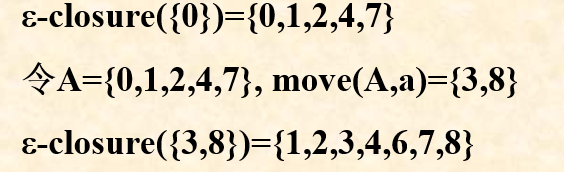 ε-closure({0})={0,1,2,4,7}
令A={0,1,2,4,7}, move(A,a)={3,8}
ε-closure({3,8})={1,2,3,4,6,7,8}